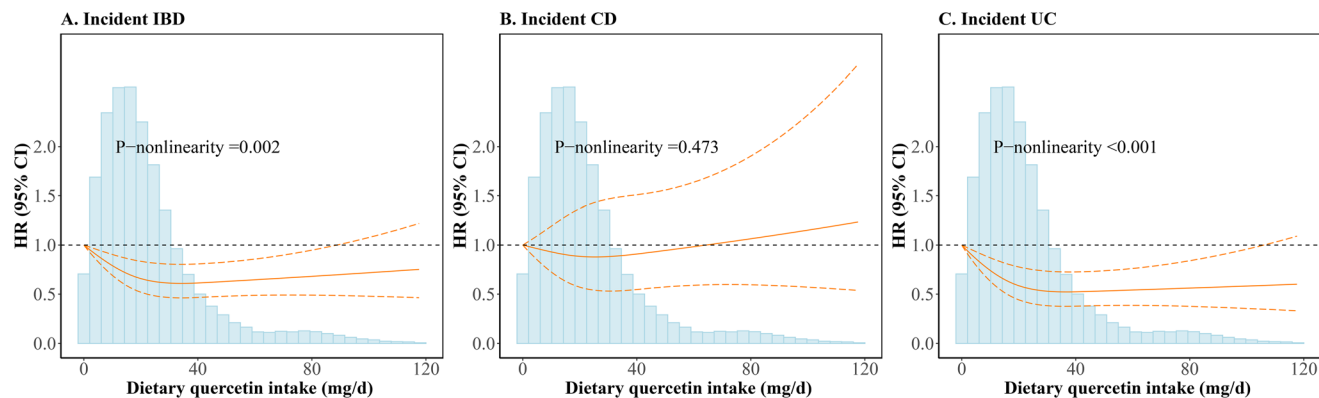 A. Incident IBD
HR (95% CI)
2.0
1.5
1.0
0.5
0.0
P−nonlinearity =0.002
0
40
80
120
Dietary quercetin intake (mg/d)
B. Incident CD
HR (95% CI)
2.0
1.5
1.0
0.5
0.0
P−nonlinearity =0.473
0
40
80
120
Dietary quercetin intake (mg/d)
C. Incident UC
HR (95% CI)
2.0
1.5
1.0
0.5
0.0
P−nonlinearity <0.001
0
40
80
120
Dietary quercetin intake (mg/d)